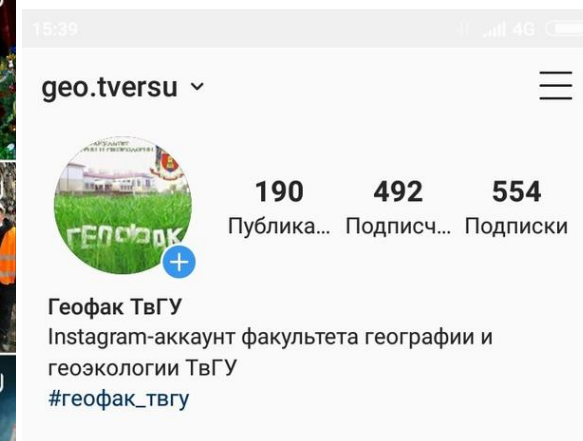 15:39
4G
geo.tversu
ГЕОФАК
190 492 554
Публика... Подписч... Подписки
Геофак ТвГУ
Instagram-аккаунт факультета географии и
геоэкологии ТвГУ
#геофак_твгу